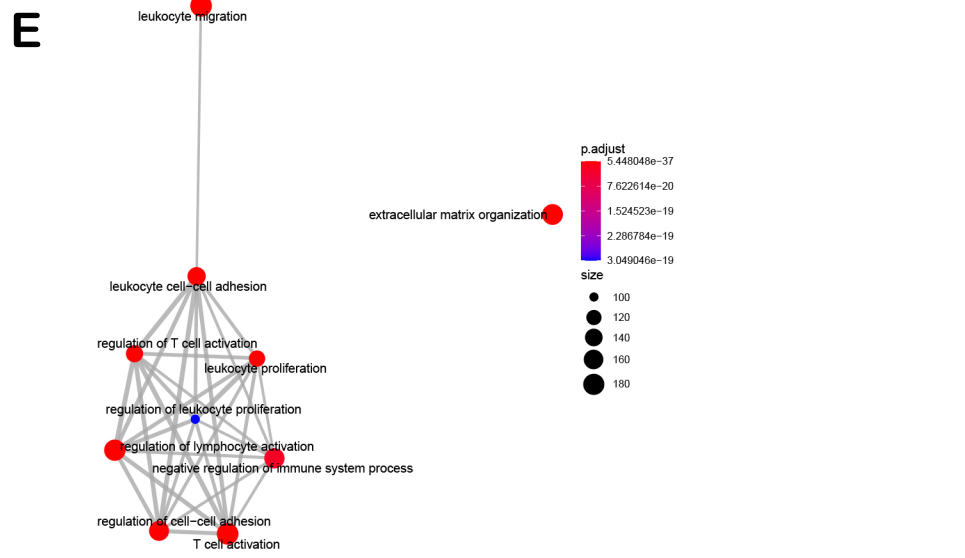 E
leukocyte migration
extracellular matrix organization
leukocyte cell−cell adhesion
regulation of T cell activation
leukocyte proliferation
regulation of leukocyte proliferation
regulation of lymphocyte activation
negative regulation of immune system process
regulation of cell−cell adhesion
T cell activation
p.adjust
5.448048e−37
7.622614e−20
1.524523e−19
2.286784e−19
3.049046e−19
size
100
120
140
160
180